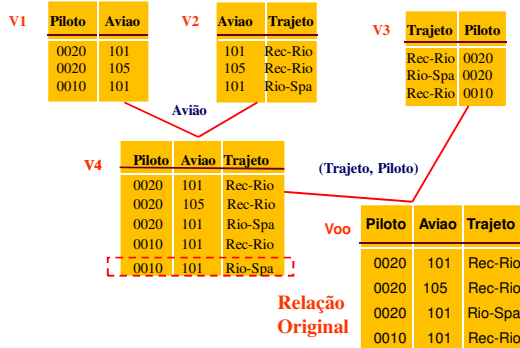 V1
Piloto Aviao
0020 101
0020 105
0010 101
V2
Aviao Trajeto
101 Rec-Rio
105 Rec-Rio
101 Rio-Spa
V3
Trajeto Piloto
Rec-Rio 0020
Rio-Spa 0020
Rec-Rio 0010
Avião
(Trajeto, Piloto)
V4
Piloto Aviao Trajeto
0020 101 Rec-Rio
0020 105 Rec-Rio
0020 101 Rio-Spa
0010 101 Rec-Rio
0010 101 Rio-Spa
Voo
Piloto Aviao Trajeto
0020 101 Rec-Rio
0020 105 Rec-Rio
0020 101 Rio-Spa
0010 101 Rec-Rio
Relação
Original